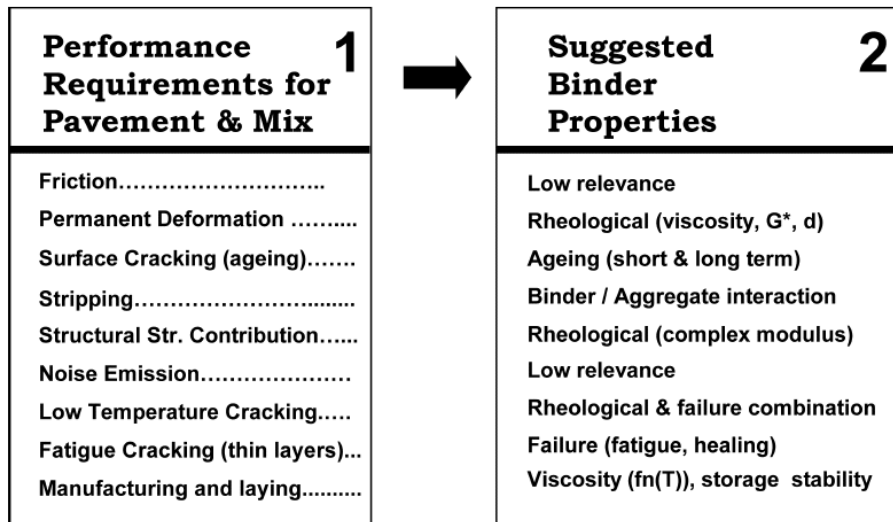 Performance
Requirements for
Pavement & Mix
1
Friction…………………………..
Permanent Deformation ……....
Surface Cracking (ageing)…….
Stripping…………………….........
Structural Str. Contribution…...
Noise Emission…………………
Low Temperature Cracking…..
Fatigue Cracking (thin layers)...
Manufacturing and laying..........
Suggested
Binder
Properties
2
Low relevance
Rheological (viscosity, G*, d)
Ageing (short & long term)
Binder / Aggregate interaction
Rheological (complex modulus)
Low relevance
Rheological & failure combination
Failure (fatigue, healing)
Viscosity (fn(T)), storage stability